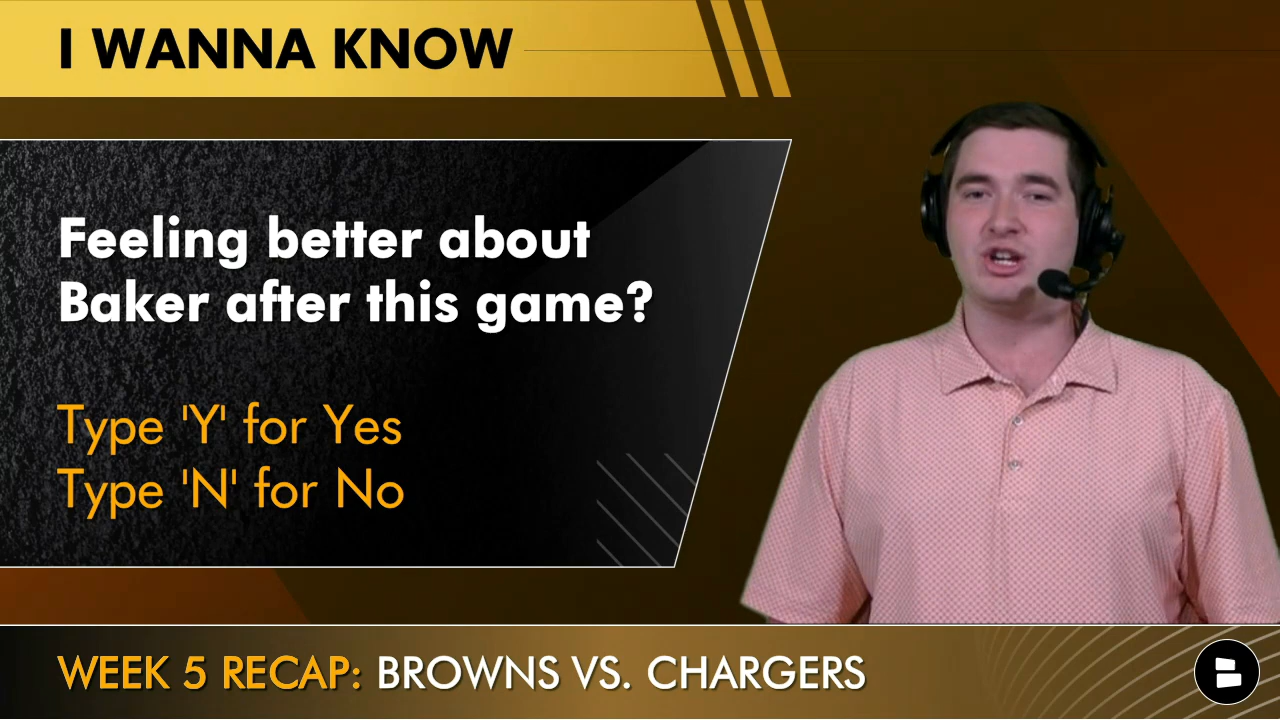 I WANNA KNOW
Feeling better about
Baker after this game?
Type 'Y' for Yes
Type 'N' for No
WEEK 5 RECAP: BROWNS VS. CHARGERS